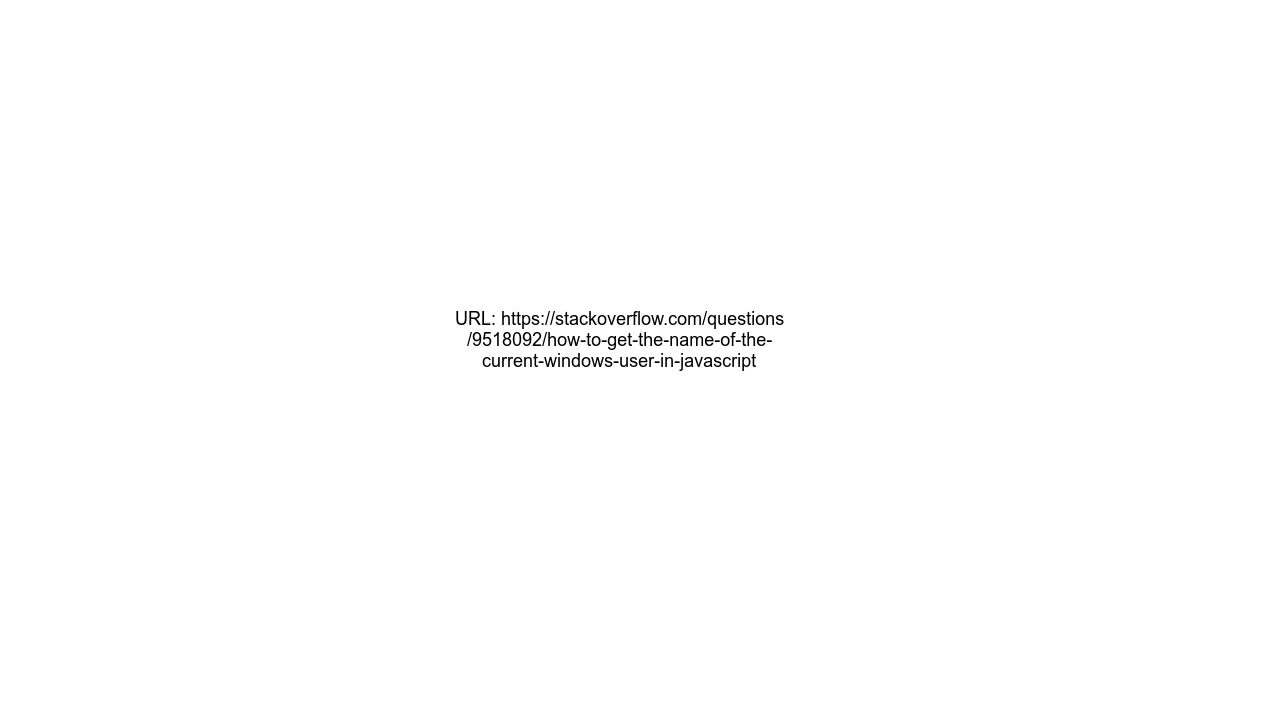 URL: https://stackoverflow.com/questions
/9518092/how-to-get-the-name-of-the-
current-windows-user-in-javascript